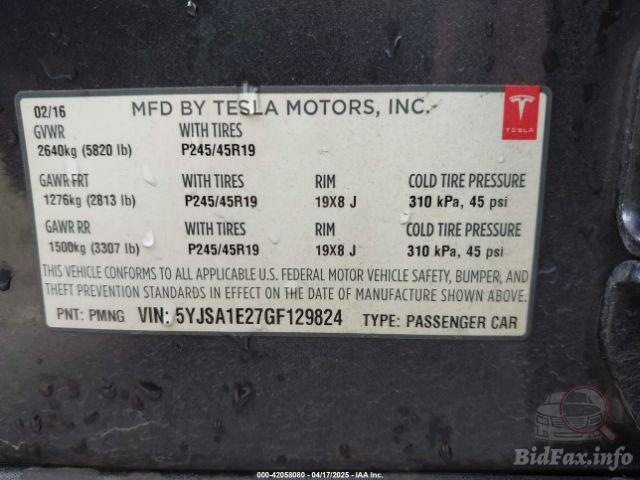 02/16 MFD BY TESLA MOTORS, INC.
TESLA
GVWR WITH TIRES
2640kg (5820 lb) P245/45R19
GAWR FRT WITH TIRES RIM COLD TIRE PRESSURE
1276kg (2813 lb) P245/45R19 19X8 J 310 kPa, 45 psi
GAWR RR WITH TIRES RIM COLD TIRE PRESSURE
1500kg (3307 lb) P245/45R19 19X8 J 310 kPa, 45 psi
THIS VEHICLE CONFORMS TO ALL APPLICABLE U.S. FEDERAL MOTOR VEHICLE SAFETY, BUMPER, AND
THEFT PREVENTION STANDARDS IN EFFECT ON THE DATE OF MANUFACTURE SHOWN ABOVE:
PNT: PMNG VIN: 5YJSA1E27GF129824 TYPE: PASSENGER CAR
BidFax.info
000-42058080 - 04/17/2025 - IAA Inc.